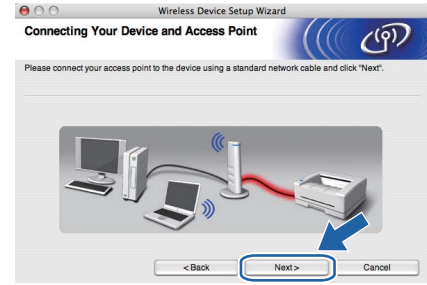 Wireless Device Setup Wizard
Connecting Your Device and Access Point
Please connect your access point to the device using a standard network cable and click "Next".
< Back
Next >
Cancel